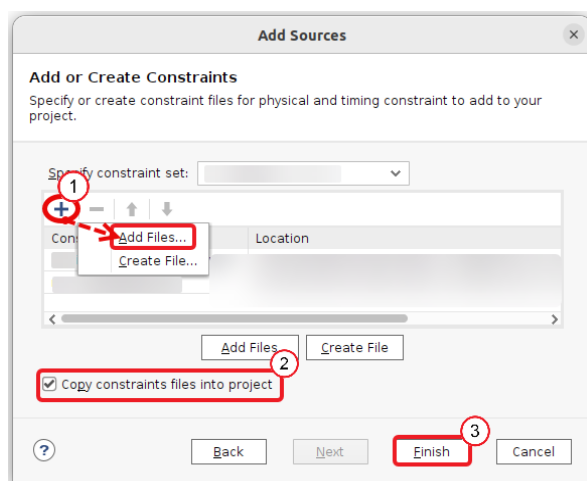 Add Sources
Add or Create Constraints
Specify or create constraint files for physical and timing constraint to add to your
project.
Specify constraint set:
1
Add Files...
Location
Create File...
Add Files
Create File
2
Copy constraints files into project
3
?
Back
Next
Finish
Cancel